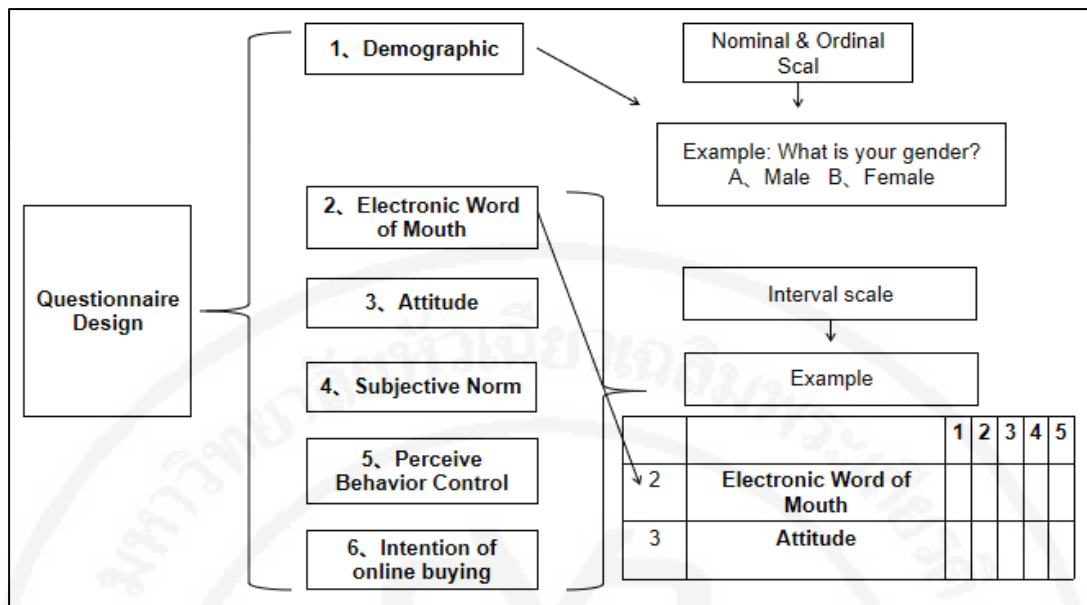 Questionnaire
Design
1、Demographic
2、Electronic Word
of Mouth
3、Attitude
4、Subjective Norm
5、Perceive
Behavior Control
6、Intention of
online buying
Nominal & Ordinal
Scal
Example: What is your gender?
A、Male B、Female
Interval scale
Example
1 2 3 4 5
2 Electronic Word of
Mouth
3 Attitude